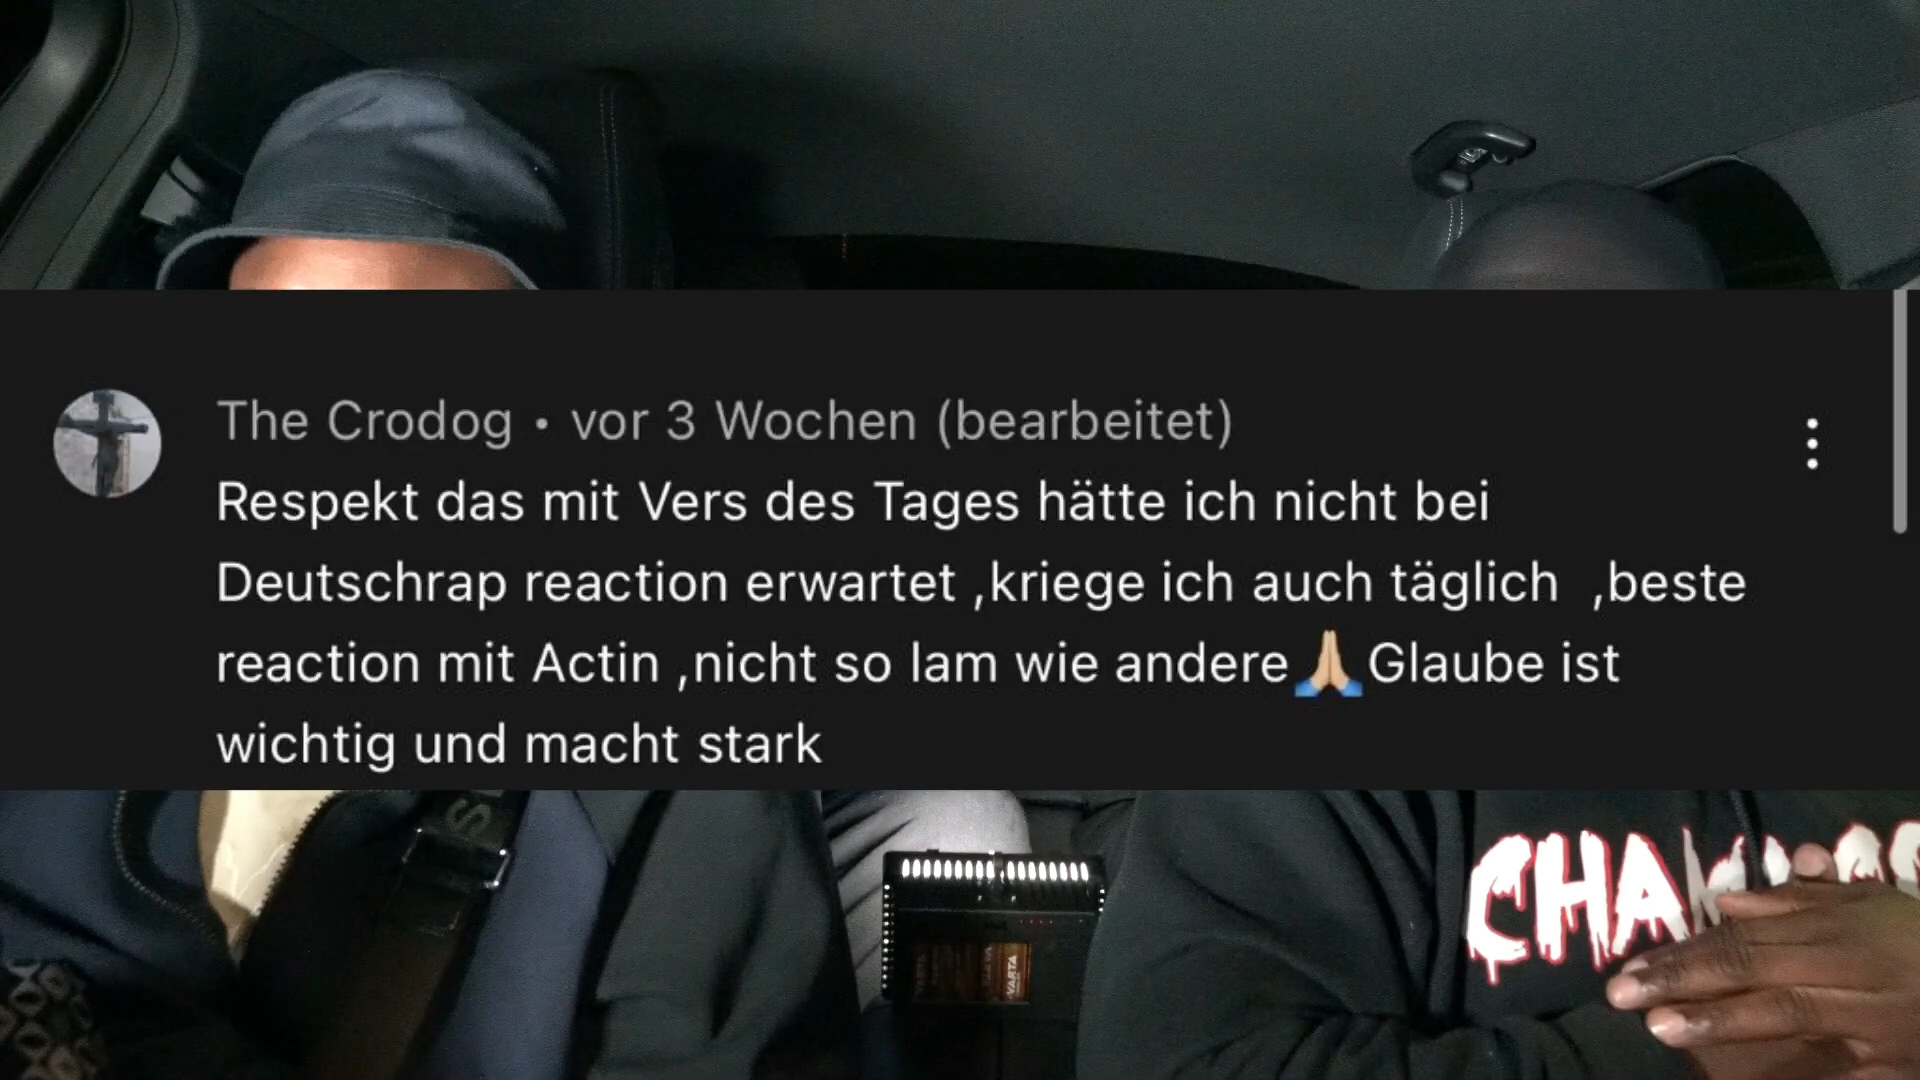 The Crodog • vor 3 Wochen (bearbeitet)
Respekt das mit Vers des Tages hätte ich nicht bei
Deutschrap reaction erwartet ,kriege ich auch täglich ,beste
reaction mit Actin ,nicht so lam wie andere🙏🏼Glaube ist
wichtig und macht stark
VARTA